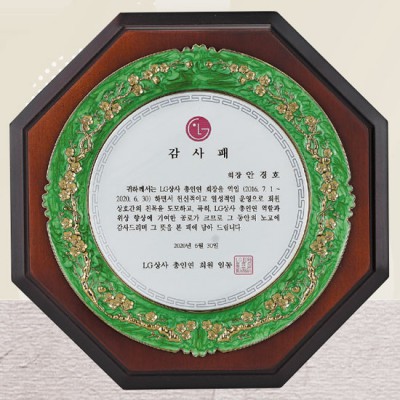 LG
감 사 패
회장 안 경 호
귀하께서는 LG상사 총인연 회장을 역임 (2016. 7. 1 ~
2020. 6. 30) 하면서 헌신적이고 열성적인 운영으로 회원
상호간의 친목을 도모하고, 특히, LG상사 총인연 역할과
위상 향상에 기여한 공로가 크므로 그 동안의 노고에
감사드리며 그 뜻을 본 패에 담아 드립니다
2020년 6월 30일
LG상사 총인연 회원 일동